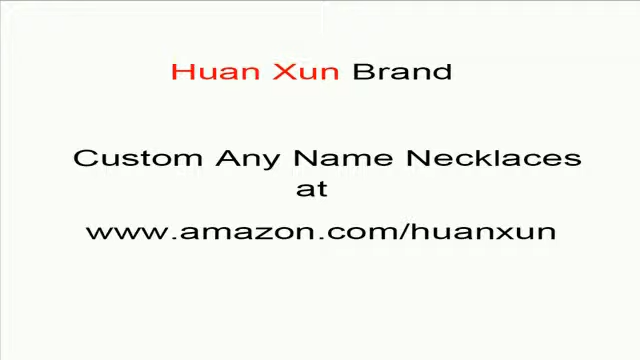 Huan Xun Brand
Custom Any Name Necklaces
at
www.amazon.com/huanxun